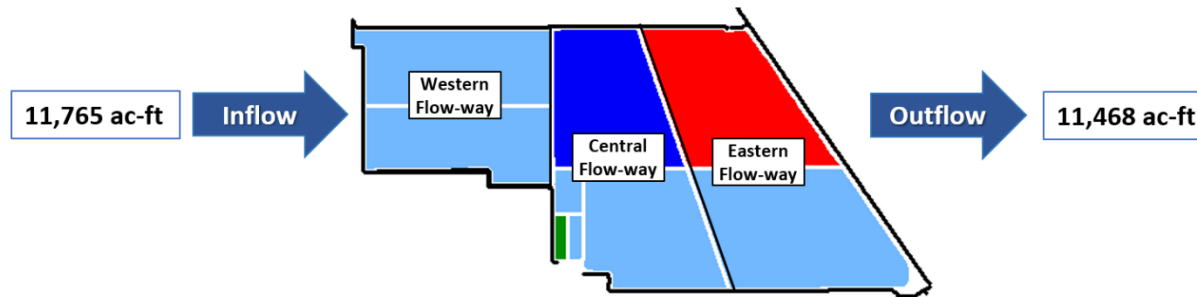 11,765 ac-ft
Inflow
Western
Flow-way
Central
Flow-way
Eastern
Flow-way
Outflow
11,468 ac-ft